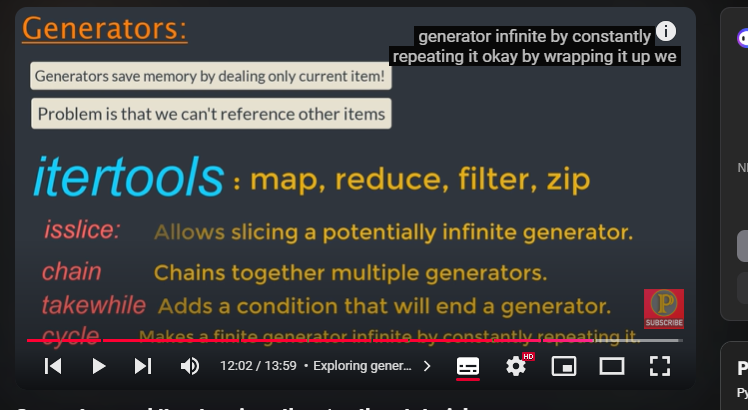 Generators:
generator infinite by constantly
repeating it okay by wrapping it up we
Generators save memory by dealing only current item!
Problem is that we can't reference other items
itertools : map, reduce, filter, zip
isslice: Allows slicing a potentially infinite generator.
chain Chains together multiple generators.
takewhile Adds a condition that will end a generator.
P
SUBSCRIBE
cycle Makes a finite generator infinite by constantly repeating it.
HD
12:02 / 13:59 • Exploring gener...
P
Py